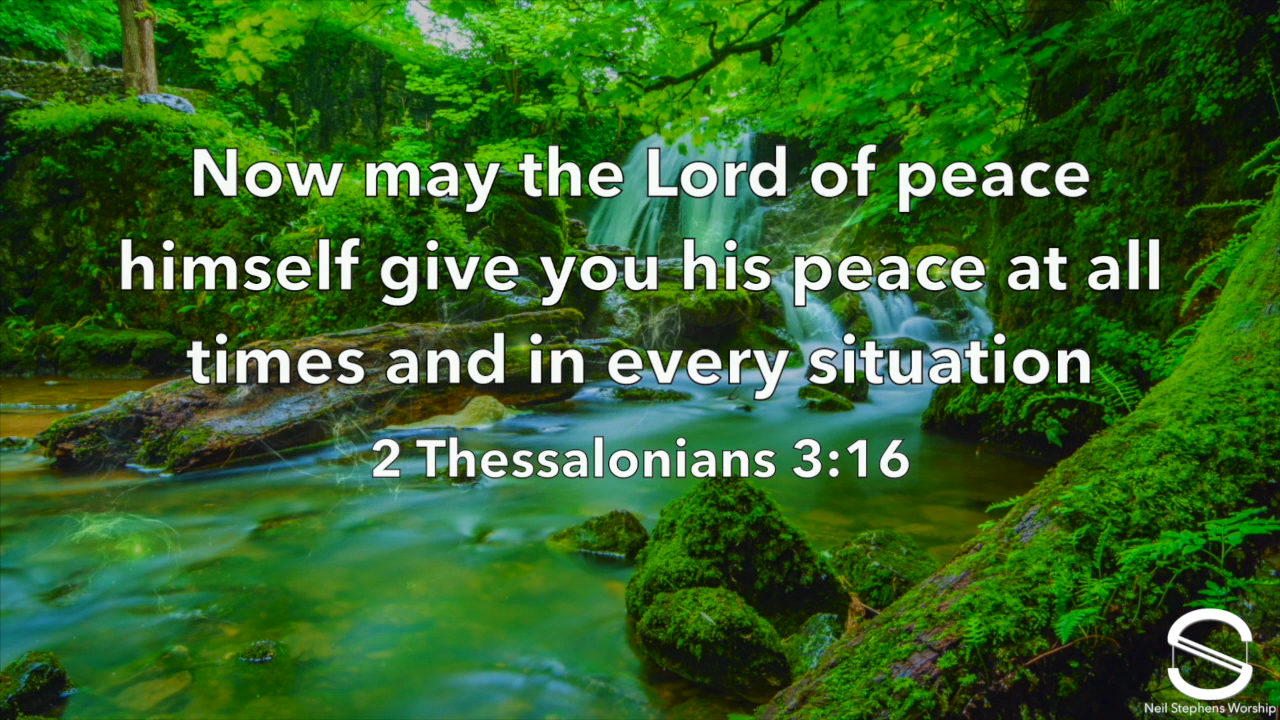 Now may the Lord of peace
himself give you his peace at all
times and in every situation
2 Thessalonians 3:16
Neil Stephens Worship